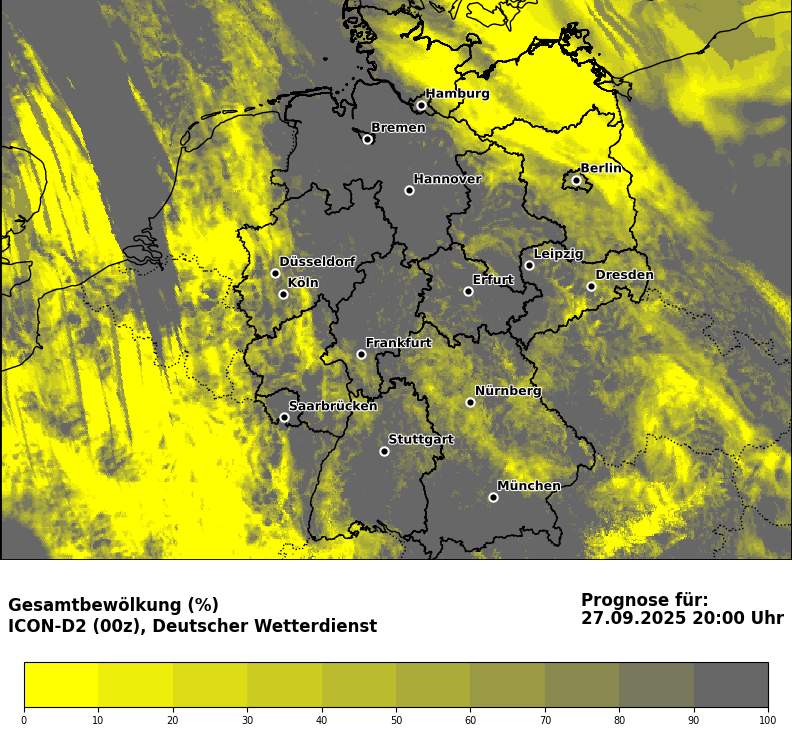 Hamburg
Bremen
Berlin
Hannover
Düsseldorf
Leipzig
Köln
Erfurt
Dresden
Frankfurt
Nürnberg
Saarbrücken
Stuttgart
München
Gesamtbewölkung (%)
ICON-D2 (00z), Deutscher Wetterdienst
Prognose für:
27.09.2025 20:00 Uhr
0 10 20 30 40 50 60 70 80 90 100